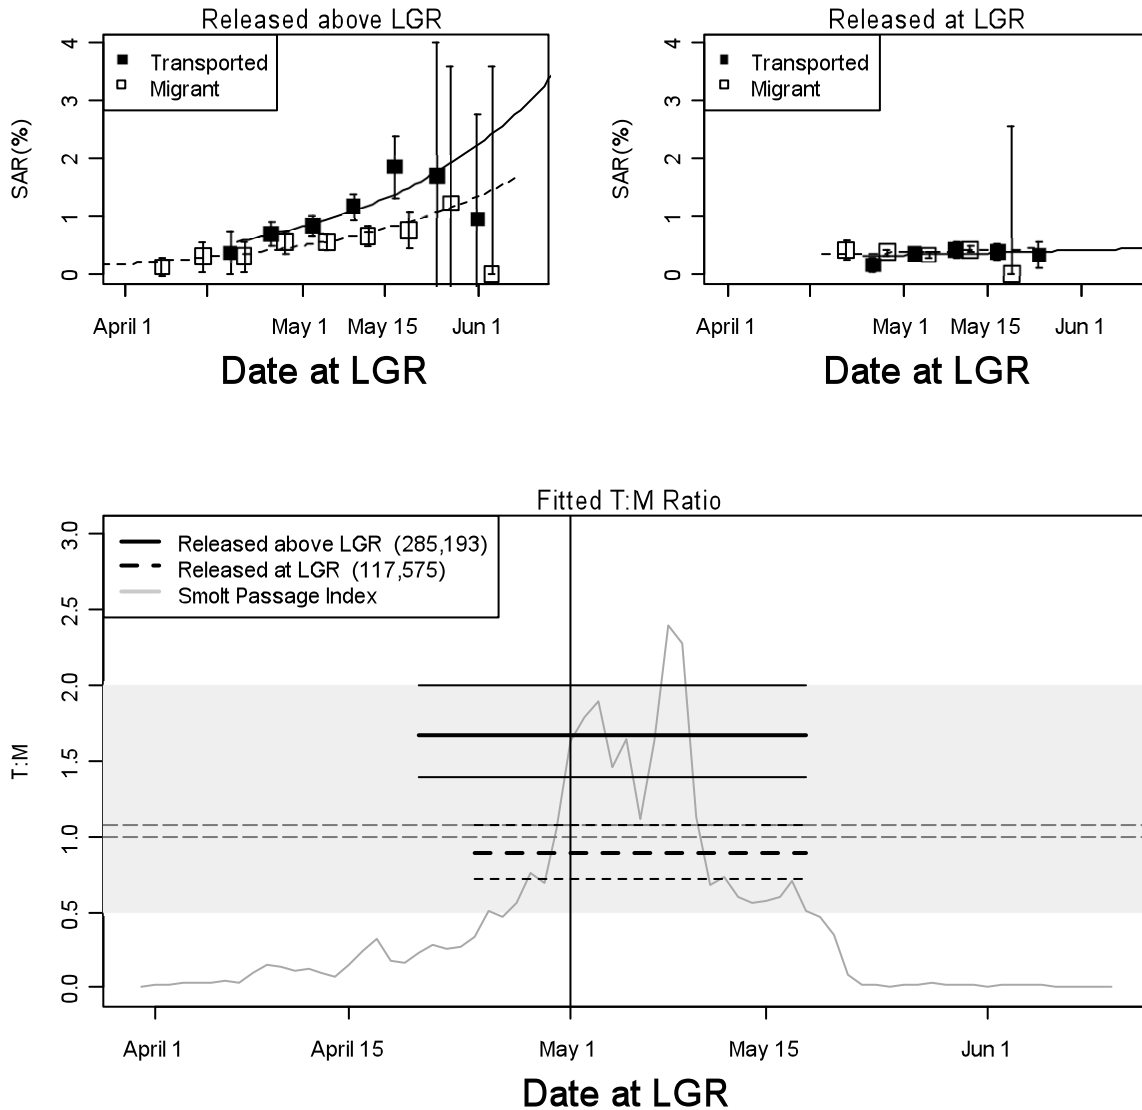 Released above LGR
SAR(%)
4
3
2
1
0
Transported
Migrant
April 1
May 1
May 15
Jun 1
Date at LGR
Released at LGR
SAR(%)
4
3
2
1
0
Transported
Migrant
April 1
May 1
May 15
Jun 1
Date at LGR
Fitted T:M Ratio
T:M
3.0
2.5
2.0
1.5
1.0
0.5
0.0
Released above LGR (285,193)
Released at LGR (117,575)
Smolt Passage Index
April 1
April 15
May 1
May 15
Jun 1
Date at LGR